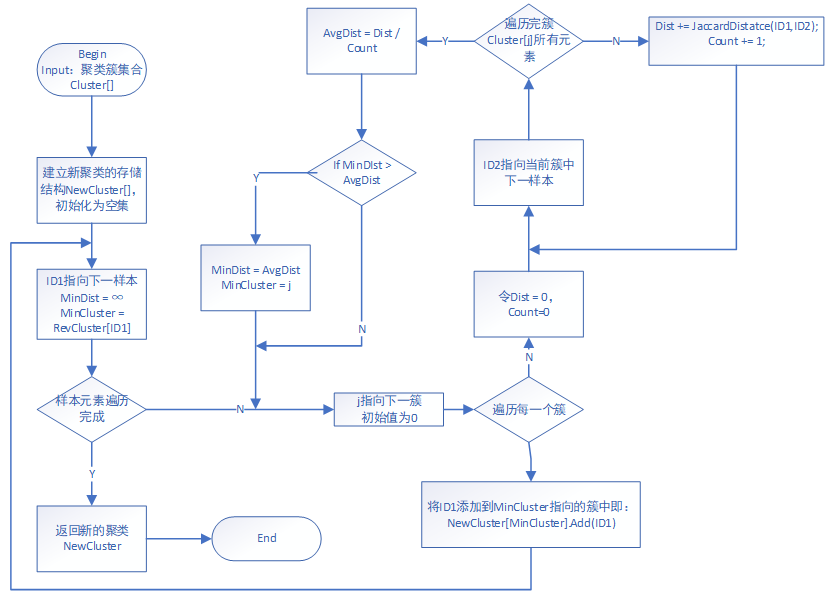 Begin
Input：聚类簇集合
Cluster[]
建立新聚类的存储
结构NewCluster[]，
初始化为空集
ID1指向下一样本
MinDist = ∞
MinCluster =
RevCluster[ID1]
样本元素遍历
完成
N
Y
返回新的聚类
NewCluster
End
AvgDist = Dist /
Count
If MinDIst >
AvgDist
Y
N
MinDist = AvgDist
MinCluster = j
j指向下一簇
初始值为0
遍历每一个簇
N
令Dist = 0，
Count=0
ID2指向当前簇中
下一样本
遍历完簇
Cluster[j]所有元
素
Y
N
Dist += JaccardDistatce(ID1,ID2);
Count += 1;
将ID1添加到MinCluster指向的簇中即：
NewCluster[MinCluster].Add(ID1)